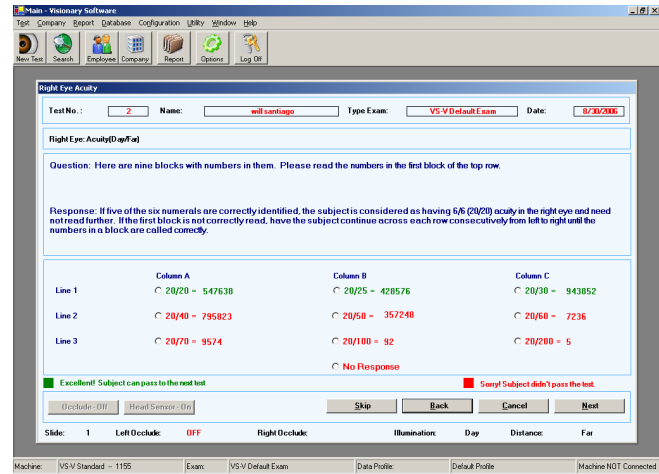 Main - Visionary Software
Test Company Report Database Configuration Utility Window Help
New Test Search Employee Company Report Options Log Off
Right Eye Acuity
Test No. : 2 Name: will santiago Type Exam: VS-V Default Exam Date: 8/30/2006
Right Eye: Acuity(Day/Far)
Question: Here are nine blocks with numbers in them. Please read the numbers in the first block of the top row.
Response: If five of the six numerals are correctly identified, the subject is considered as having 6/6 (20/20) acuity in the right eye and need
not read further. If the first block is not correctly read, have the subject continue across each row consecutively from left to right until the
numbers in a block are called correctly.
Column A Column B Column C
Line 1 20/20 = 547638 20/25 = 428576 20/30 = 943852
Line 2 20/40 = 795823 20/50 = 357248 20/60 = 7236
Line 3 20/70 = 9574 20/100 = 92 20/200 = 5
No Response
Excellent! Subject can pass to the next test Sorry! Subject didn't pass the test.
Occlude - Off Head Sensor - On Skip Back Cancel Next
Slide: 1 Left Occlude: OFF Right Occlude: Illumination: Day Distance: Far
Machine: VS-V Standard - 1155 Exam: VS-V Default Exam Data Profile: Default Profile Machine NOT Connected